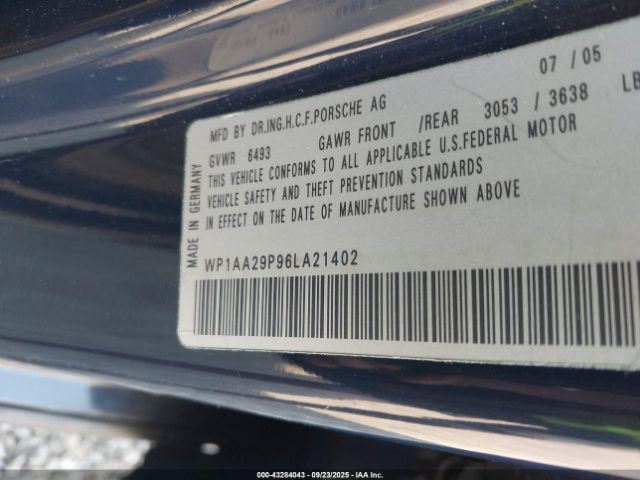 07 / 05
MFD BY DR.ING.H.C.F.PORSCHE AG
GVWR 6493 GAWR FRONT /REAR 3053 / 3638 LB
THIS VEHICLE CONFORMS TO ALL APPLICABLE U.S.FEDERAL MOTOR
VEHICLE SAFETY AND THEFT PREVENTION STANDARDS
IN EFFECT ON THE DATE OF MANUFACTURE SHOWN ABOVE
MADE IN GERMANY
WP1AA29P96LA21402
000-43284043 - 09/23/2025 - IAA Inc.